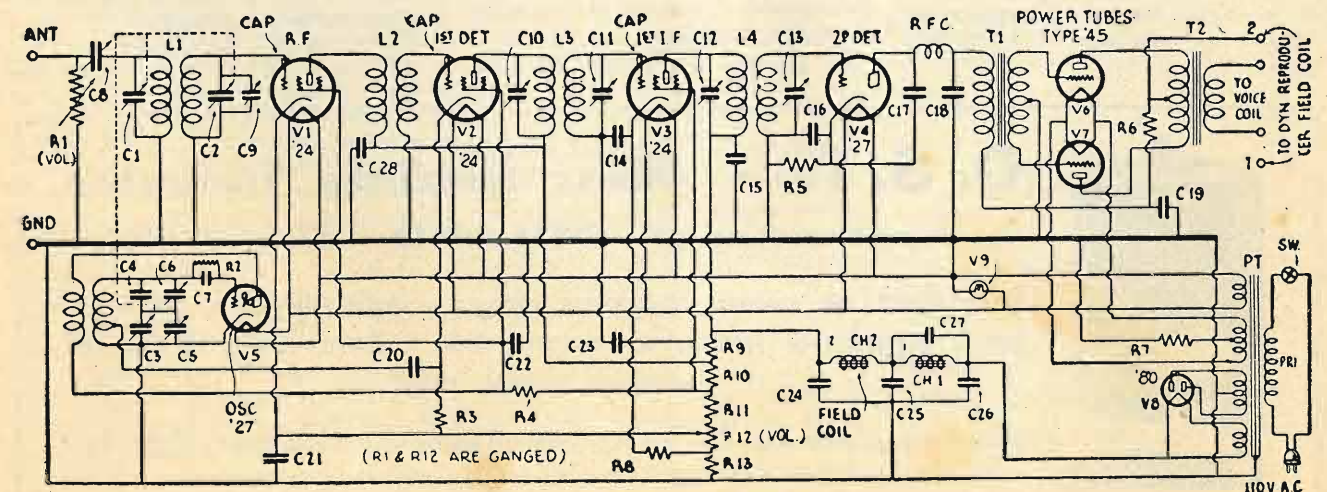 ANT
CAP
R F
CAP
1ST DET
CAP
1ST I.F
2D DET
R F C
POWER TUBES
TYPE '45
L1
L2
C10
L3
C11
C12
L4
C13
T1
T2
2
C8
R1
(VOL)
C1
C2
C9
V1
'24
C28
V2
'24
C14
V3
'24
C15
C16
R5
V4
'27
C17
C18
V6
V7
R6
TO
VOICE
COIL
TO DYN REPRODU-
CER FIELD COIL
1
C19
GND
C4
C6
R2
C7
C3
C5
V5
OSC
'27
C20
C21
R3
C22
R4
C23
R8
R9
R10
R11
R12 (VOL.)
R13
(R1 & R12 ARE GANGED)
V9
2
CH2
1
C27
CH1
C24
FIELD
COIL
C25
C26
R7
'80
V8
PT
PRI
SW.
110V A.C